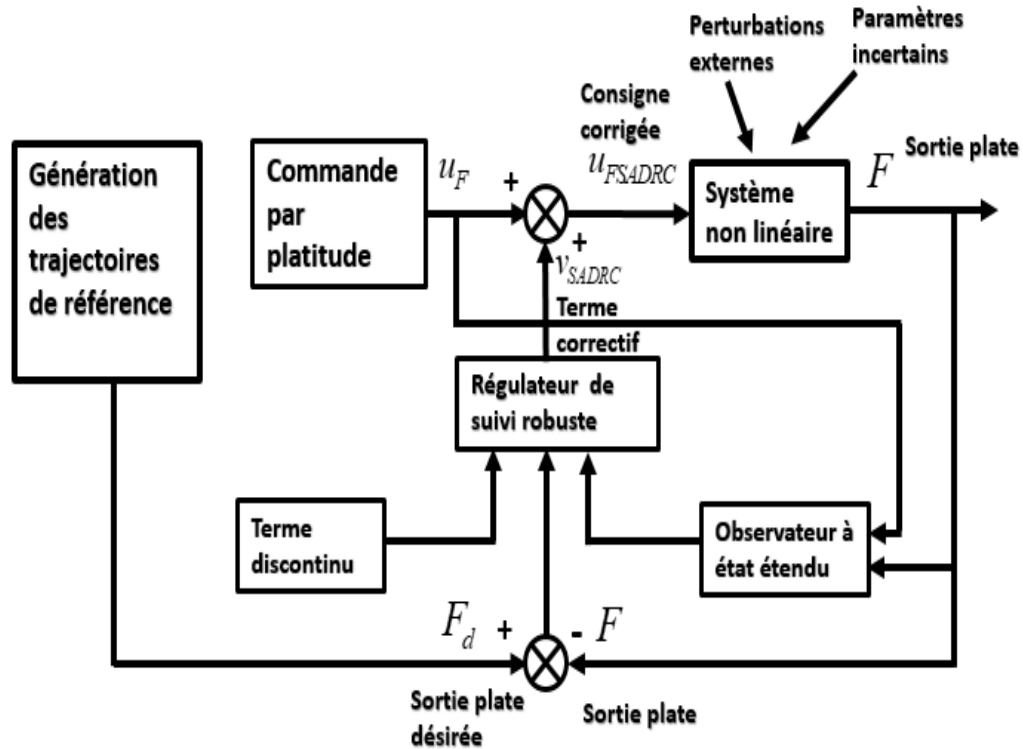 Perturbations
externes
Paramètres
incertains
Génération
des
trajectoires
de référence
Commande
par
platitude
u_F
+
Consigne
corrigée
u_FSADRC
Système
non linéaire
F
Sortie plate
+
v_SADRC
Terme
correctif
Régulateur de
suivi robuste
Terme
discontinu
Observateur à
état étendu
F_d
+
-
F
Sortie plate
désirée
Sortie plate